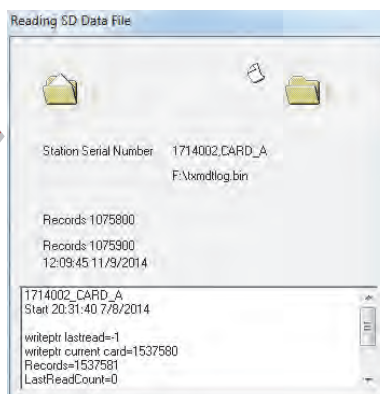 Reading SD Data File
Station Serial Number 1714002,CARD_A
F:\txmdtlog.bin
Records 1075800
Records 1075900
12:09:45 11/9/2014
1714002_CARD_A
Start 20:31:40 7/8/2014
writeptr lastread=-1
writeptr current card=1537580
Records=1537581
LastReadCount=0